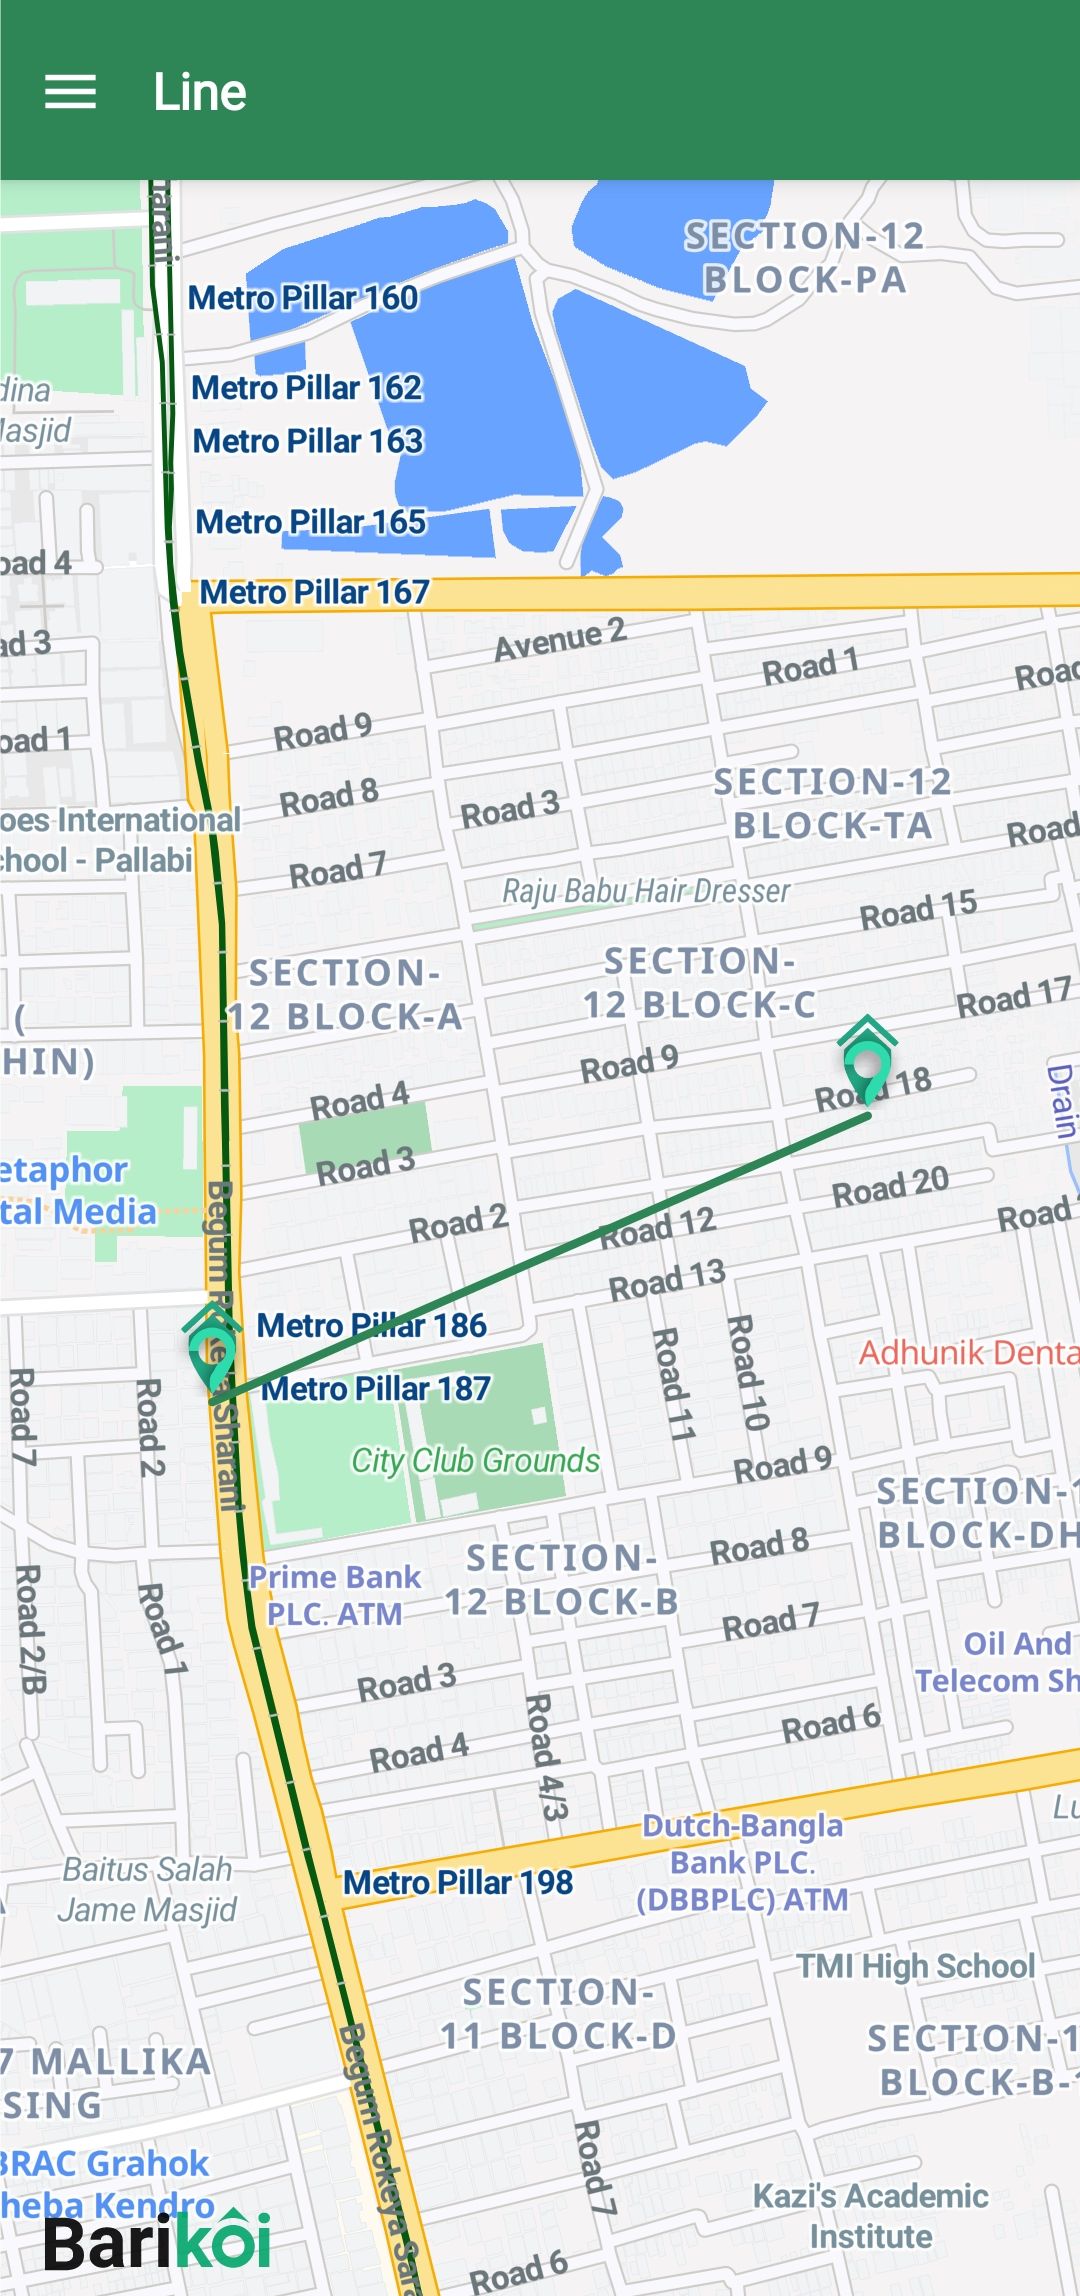 Line
SECTION-12
BLOCK-PA
Metro Pillar 160
Metro Pillar 162
Metro Pillar 163
Metro Pillar 165
Metro Pillar 167
Avenue 2
Road 1
Road
Road 9
Road 8
Road 3
Road 7
SECTION-12
BLOCK-TA
Road
oes International
chool - Pallabi
Raju Babu Hair Dresser
Road 15
SECTION-
12 BLOCK-A
SECTION-
12 BLOCK-C
Road 17
(
HIN)
Road 9
Road 4
Road 18
Drain
Road 3
etaphor
tal Media
Road 2
Road 12
Road 20
Road
Road 13
Begum Rokeya Sharani
Metro Pillar 186
Metro Pillar 187
Road 7
Road 2
Road 11
Road 10
Adhunik Denta
City Club Grounds
Road 9
SECTION-1
BLOCK-DH
Road 8
SECTION-
12 BLOCK-B
Prime Bank
PLC. ATM
Road 2/B
Road 1
Road 7
Oil And
Telecom Sh
Road 3
Road 4
Road 4/3
Road 6
Lu
Dutch-Bangla
Bank PLC.
(DBBPLC) ATM
Metro Pillar 198
Baitus Salah
Jame Masjid
TMI High School
SECTION-
11 BLOCK-D
SECTION-1
BLOCK-B-1
7 MALLIKA
SING
Begum Rokeya Sara
BRAC Grahok
heba Kendro
Road 7
Kazi's Academic
Institute
Barikôi
Road 6
dina
Masjid
oad 4
ad 3
oad 1
arani